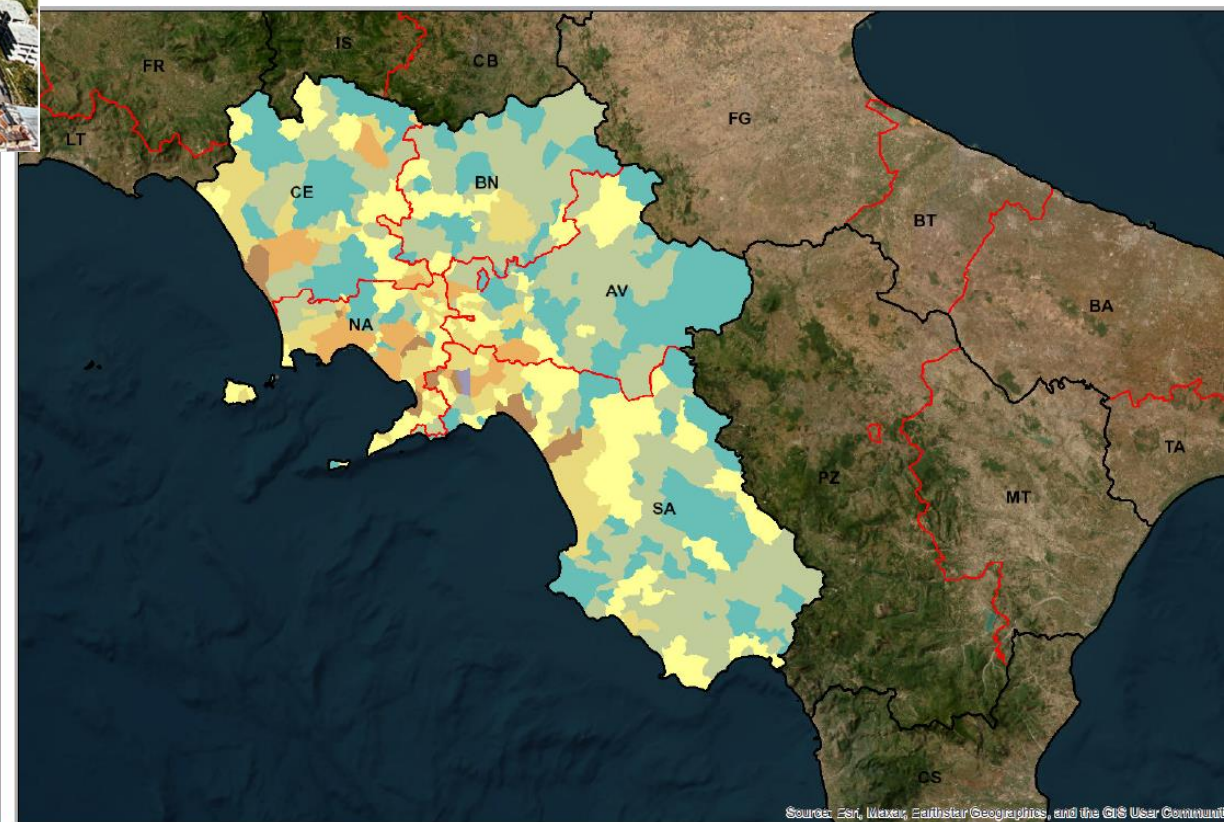 IS
CB
FR
FG
LT
CE
BN
BT
AV
BA
NA
TA
PZ
MT
SA
CS
Source: Esri, Maxar, Earthstar Geographics, and the GIS User Communit